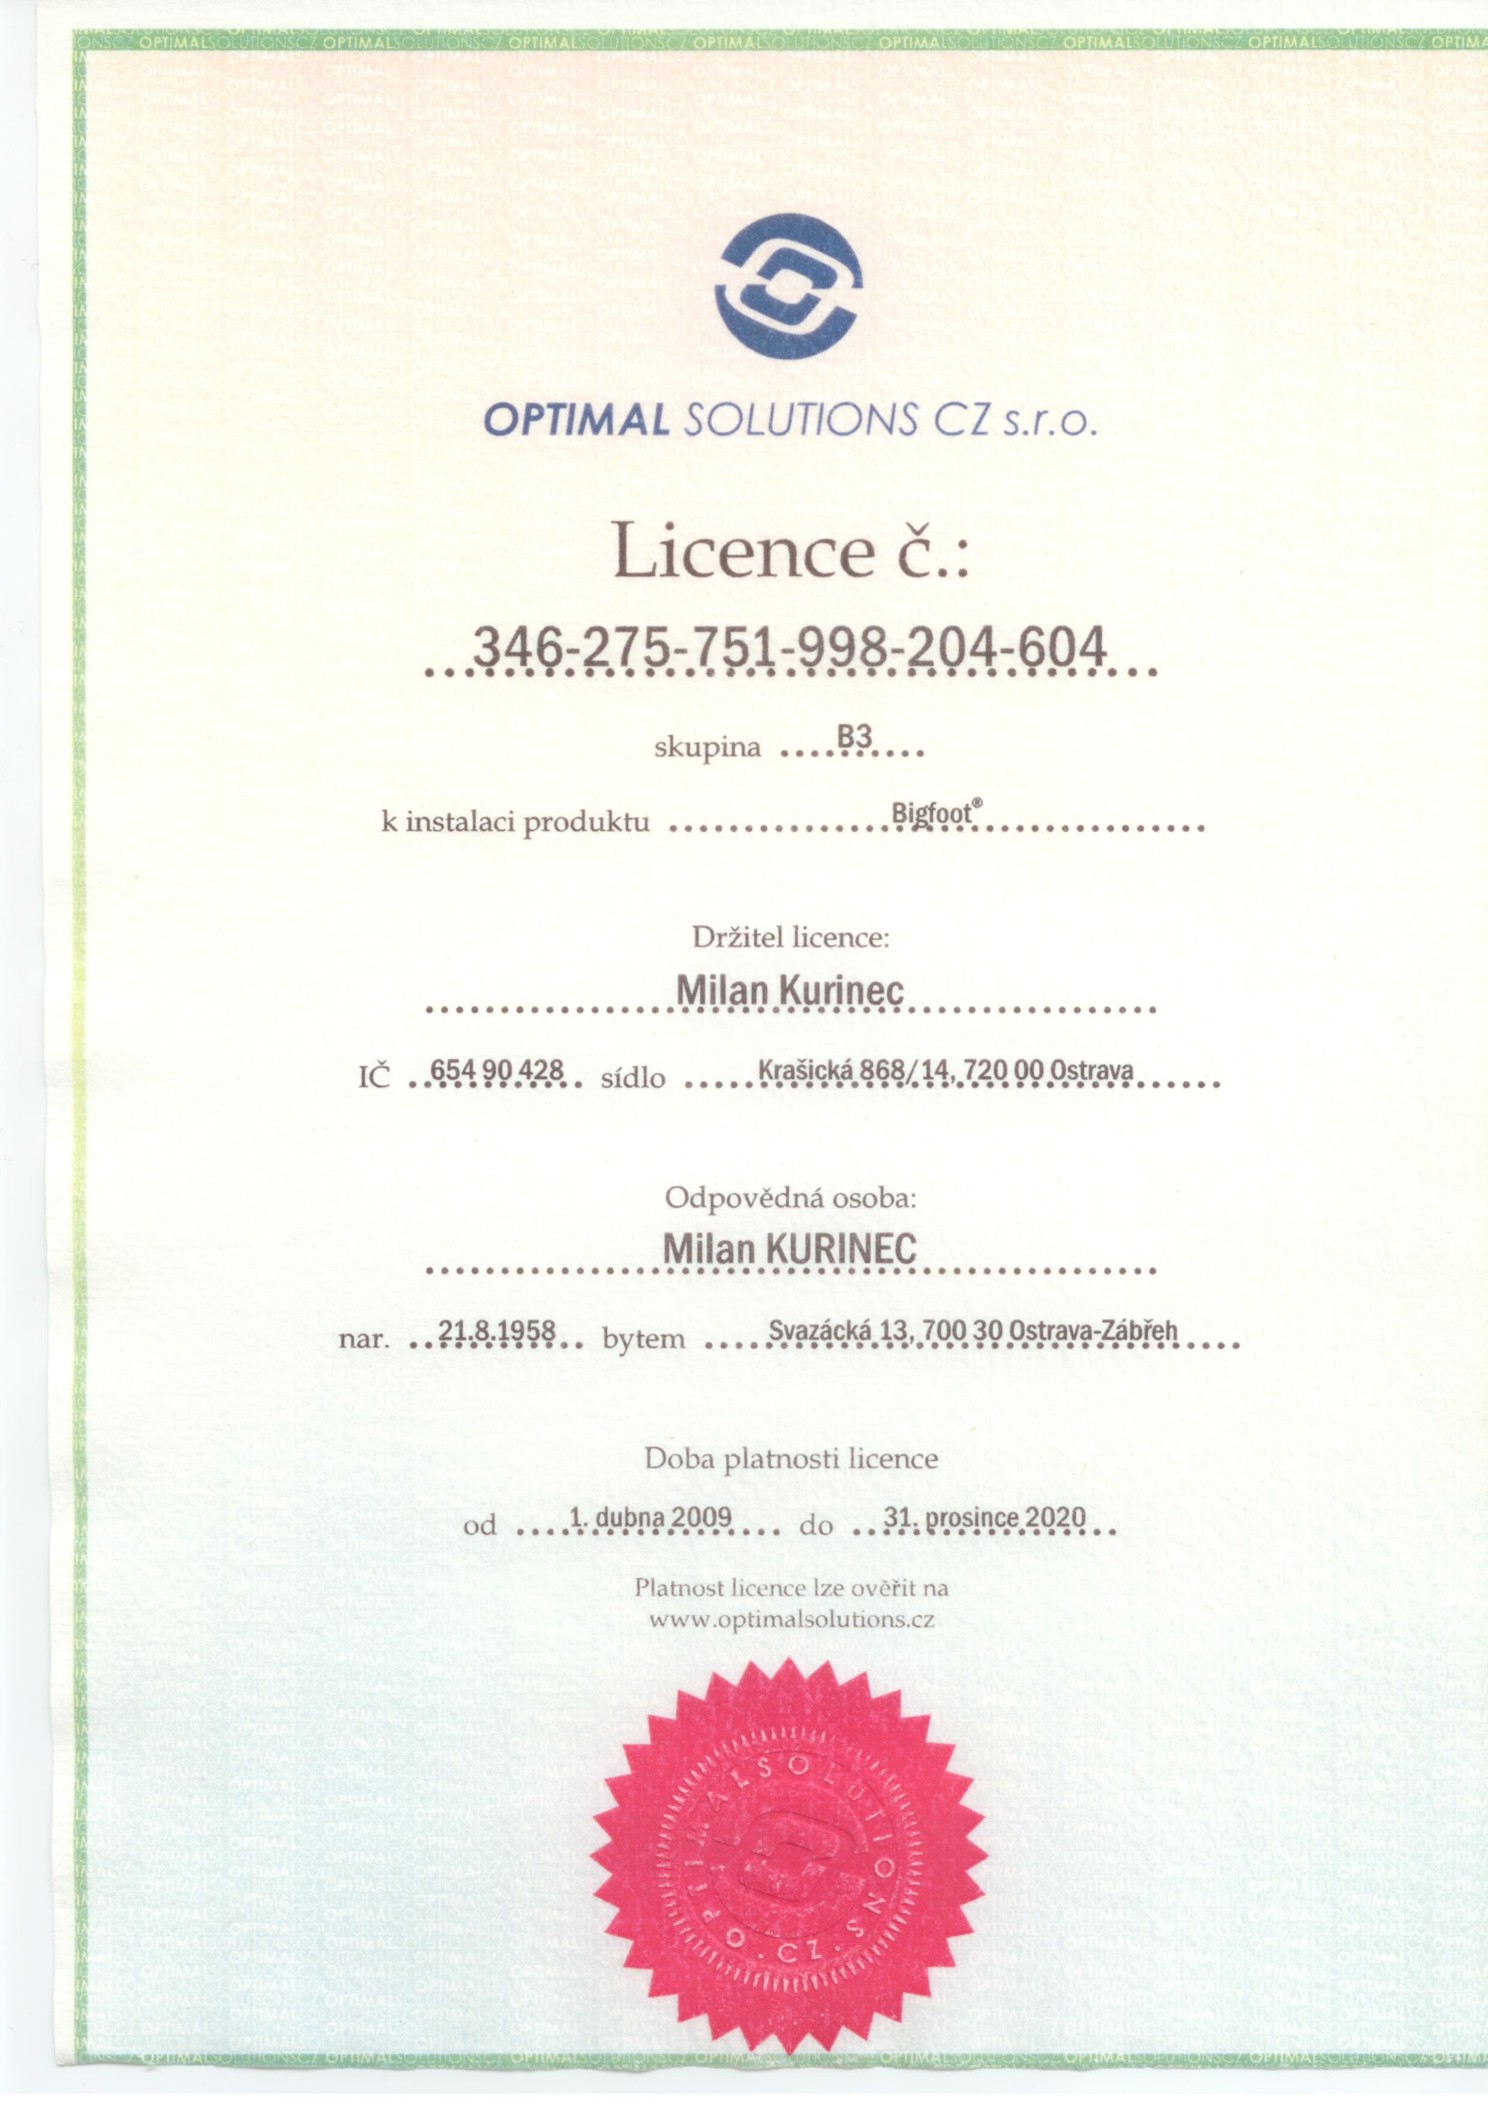 OPTIMAL SOLUTIONS CZ s.r.o.
Licence č.:
346-275-751-998-204-604
skupina B3
k instalaci produktu Bigfoot®
Držitel licence:
Milan Kurinec
IČ 654 90 428 sídlo Krašická 868/14, 720 00 Ostrava
Odpovědná osoba:
Milan KURINEC
nar. 21.8.1958 bytem Svazácká 13, 700 30 Ostrava-Zábřeh
Doba platnosti licence
od 1. dubna 2009 do 31. prosince 2020
Platnost licence lze ověřit na
www.optimalsolutions.cz
OPTIMALSOLUTIONS.CZ.